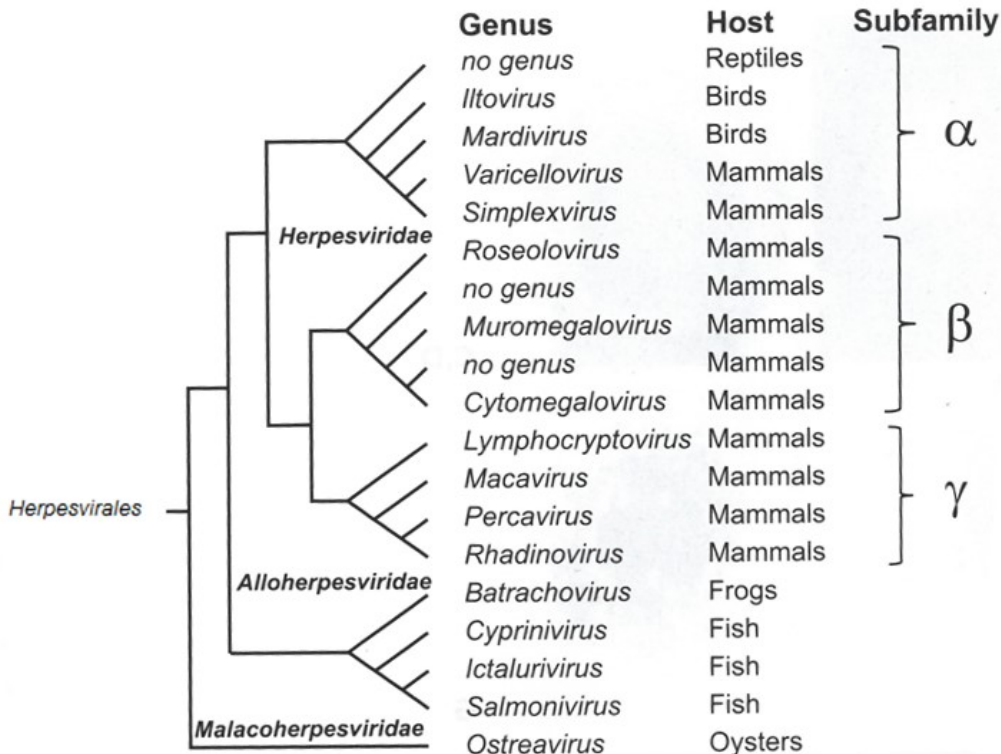 Genus Host Subfamily
no genus Reptiles
Iltovirus Birds
Mardivirus Birds
α
Varicellovirus Mammals
Simplexvirus Mammals
Herpesviridae
Roseolovirus Mammals
no genus Mammals
Muromegalovirus Mammals
β
no genus Mammals
Cytomegalovirus Mammals
Lymphocryptovirus Mammals
Macavirus Mammals
γ
Herpesvirales
Percavirus Mammals
Rhadinovirus Mammals
Alloherpesviridae
Batrachovirus Frogs
Cyprinivirus Fish
Ictalurivirus Fish
Salmonivirus Fish
Malacoherpesviridae
Ostreavirus Oysters